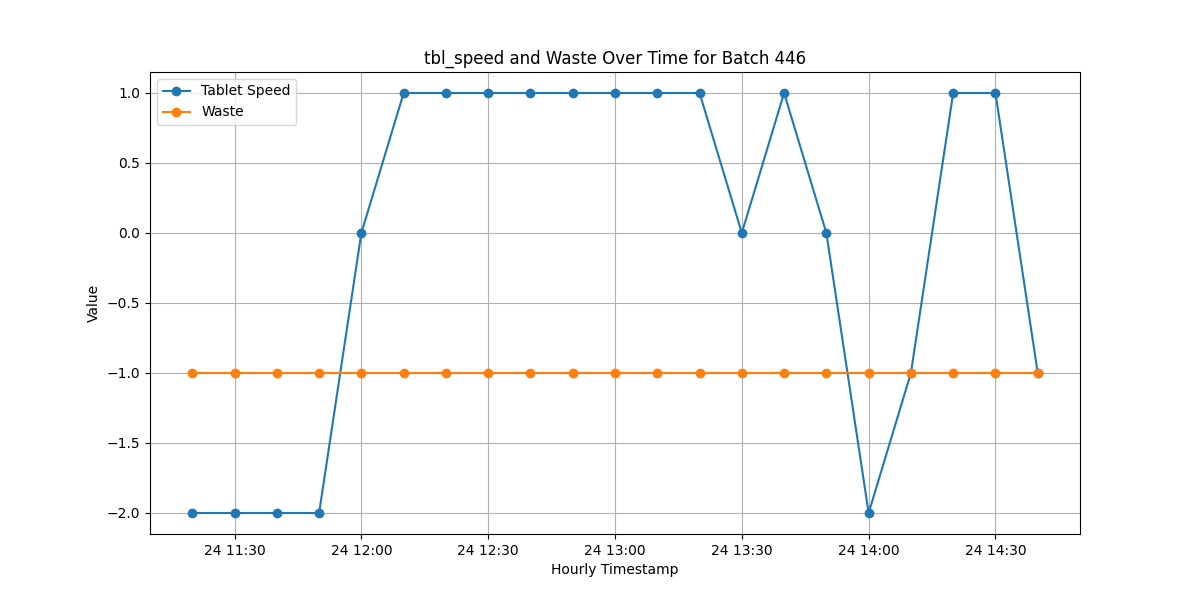 tbl_speed and Waste Over Time for Batch 446
Tablet Speed
Waste
1.0
0.5
0.0
−0.5
−1.0
−1.5
−2.0
Value
24 11:30 24 12:00 24 12:30 24 13:00 24 13:30 24 14:00 24 14:30
Hourly Timestamp